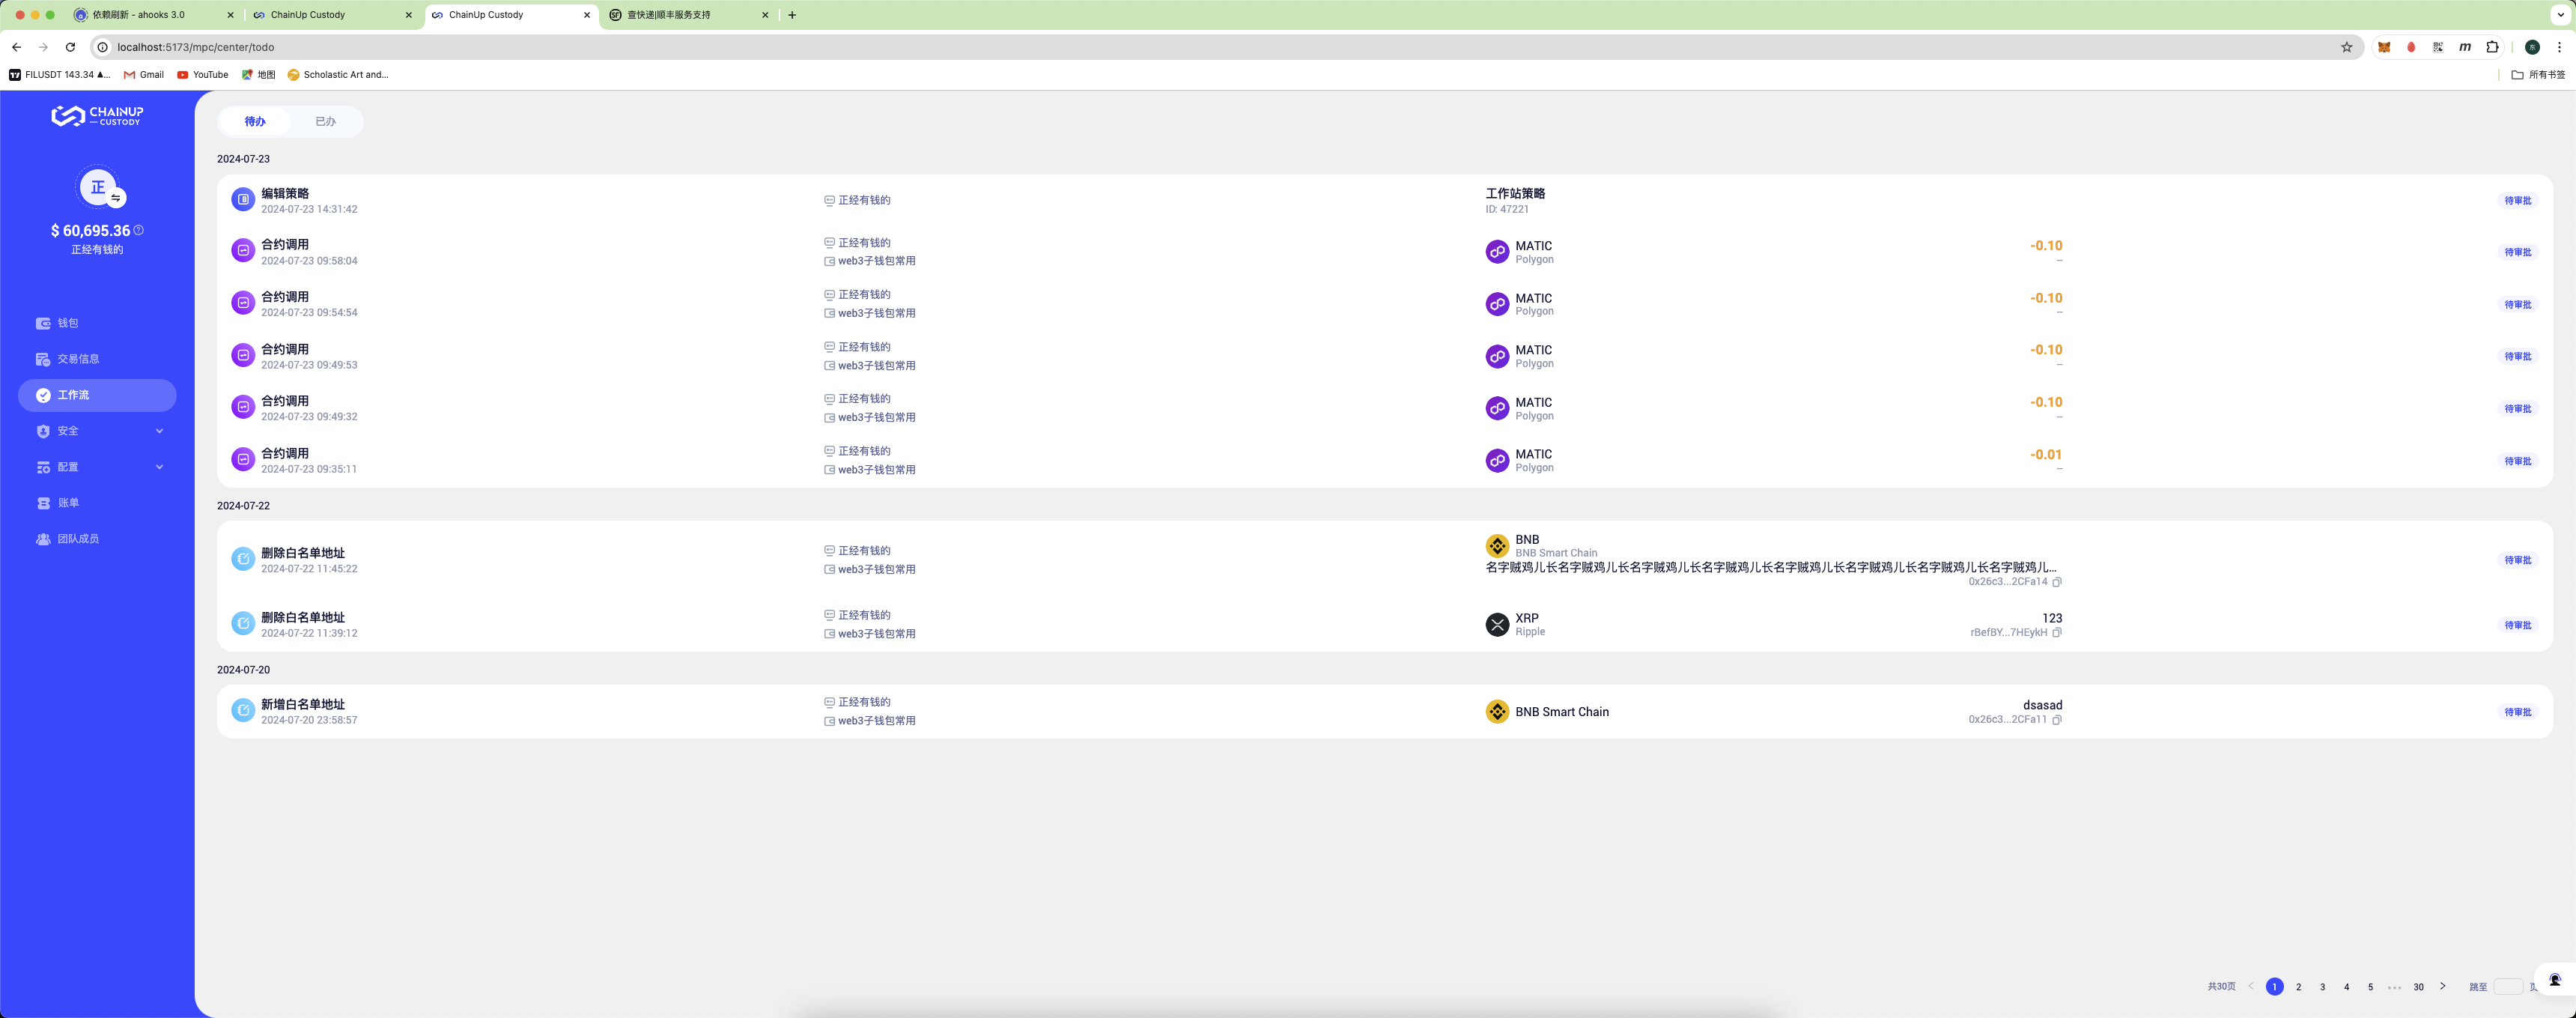 依赖刷新 - ahooks 3.0
ChainUp Custody
ChainUp Custody
查快递|顺丰服务支持
localhost:5173/mpc/center/todo
FILUSDT 143.34 ▲...
Gmail
YouTube
地图
Scholastic Art and...
所有书签
CHAINUP
CUSTODY
正
$ 60,695.36
正经有钱的
钱包
交易信息
工作流
安全
配置
账单
团队成员
待办
已办
2024-07-23
编辑策略
2024-07-23 14:31:42
正经有钱的
工作站策略
ID: 47221
待审批
合约调用
2024-07-23 09:58:04
正经有钱的
web3子钱包常用
MATIC
Polygon
-0.10
--
待审批
合约调用
2024-07-23 09:54:54
正经有钱的
web3子钱包常用
MATIC
Polygon
-0.10
--
待审批
合约调用
2024-07-23 09:49:53
正经有钱的
web3子钱包常用
MATIC
Polygon
-0.10
--
待审批
合约调用
2024-07-23 09:49:32
正经有钱的
web3子钱包常用
MATIC
Polygon
-0.10
--
待审批
合约调用
2024-07-23 09:35:11
正经有钱的
web3子钱包常用
MATIC
Polygon
-0.01
--
待审批
2024-07-22
删除白名单地址
2024-07-22 11:45:22
正经有钱的
web3子钱包常用
BNB
BNB Smart Chain
名字贼鸡儿长名字贼鸡儿长名字贼鸡儿长名字贼鸡儿长名字贼鸡儿长名字贼鸡儿长名字贼鸡儿长名字贼鸡儿...
0x26c3...2CFa14
待审批
删除白名单地址
2024-07-22 11:39:12
正经有钱的
web3子钱包常用
XRP
Ripple
123
rBefBY...7HEykH
待审批
2024-07-20
新增白名单地址
2024-07-20 23:58:57
正经有钱的
web3子钱包常用
BNB Smart Chain
dsasad
0x26c3...2CFa11
待审批
共30页
1
2
3
4
5
•••
30
跳至